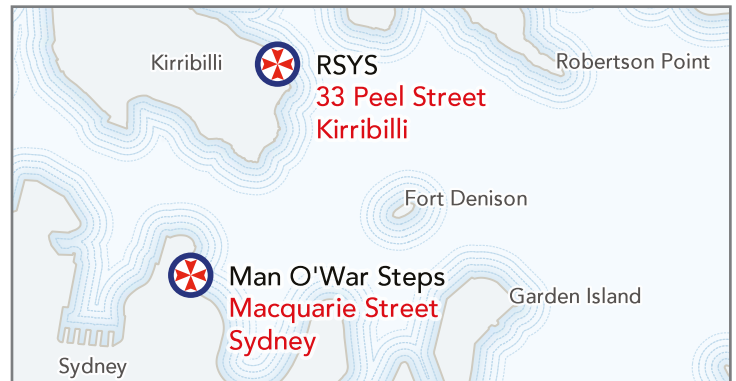 Kirribilli
RSYS
33 Peel Street
Kirribilli
Robertson Point
Fort Denison
Man O'War Steps
Macquarie Street
Sydney
Garden Island
Sydney